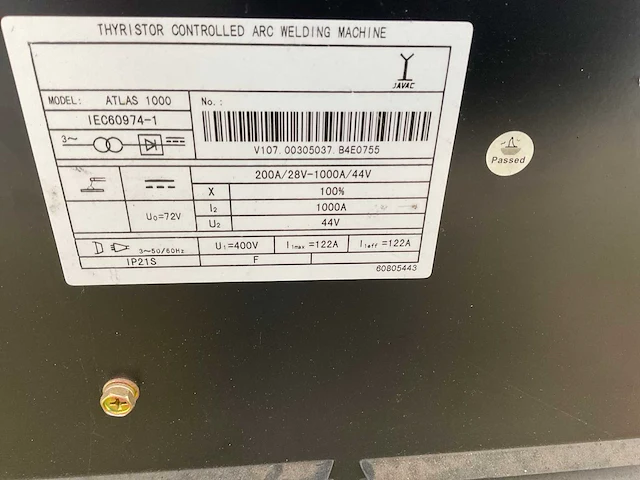 THYRISTOR CONTROLLED ARC WELDING MACHINE
JAVAC
MODEL: ATLAS 1000
No.:
IEC60974-1
V107.00305037.B4E0755
3~
200A/28V-1000A/44V
X 100%
U0=72V
I2 1000A
U2 44V
3~50/60Hz
U1=400V
I1max=122A
I1eff=122A
IP21S
F
60805443
Passed